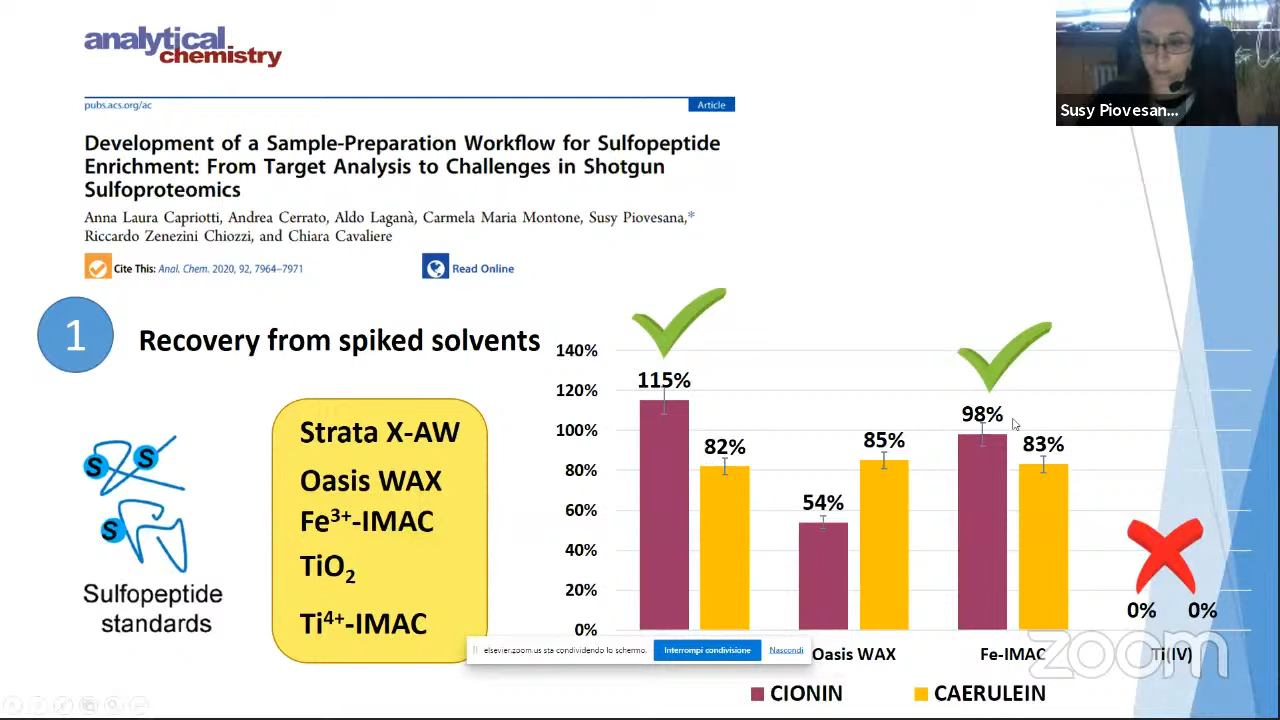 analytical
chemistry
Susy Piovesan...
pubs.acs.org/ac
Article
Development of a Sample-Preparation Workflow for Sulfopeptide
Enrichment: From Target Analysis to Challenges in Shotgun
Sulfoproteomics
Anna Laura Capriotti, Andrea Cerrato, Aldo Laganà, Carmela Maria Montone, Susy Piovesana,*
Riccardo Zenezini Chiozzi, and Chiara Cavaliere
Cite This: Anal. Chem. 2020, 92, 7964–7971
Read Online
1
Recovery from spiked solvents
S
S
S
Sulfopeptide
standards
Strata X-AW
Oasis WAX
Fe³⁺-IMAC
TiO₂
Ti⁴⁺-IMAC
140%
120%
100%
80%
60%
40%
20%
0%
115%
82%
54%
85%
98%
83%
0%
0%
Oasis WAX
Fe-IMAC
Ti(IV)
CIONIN
CAERULEIN
elsevier.zoom.us sta condividendo lo schermo.
Interrompi condivisione
Nascondi
zoom